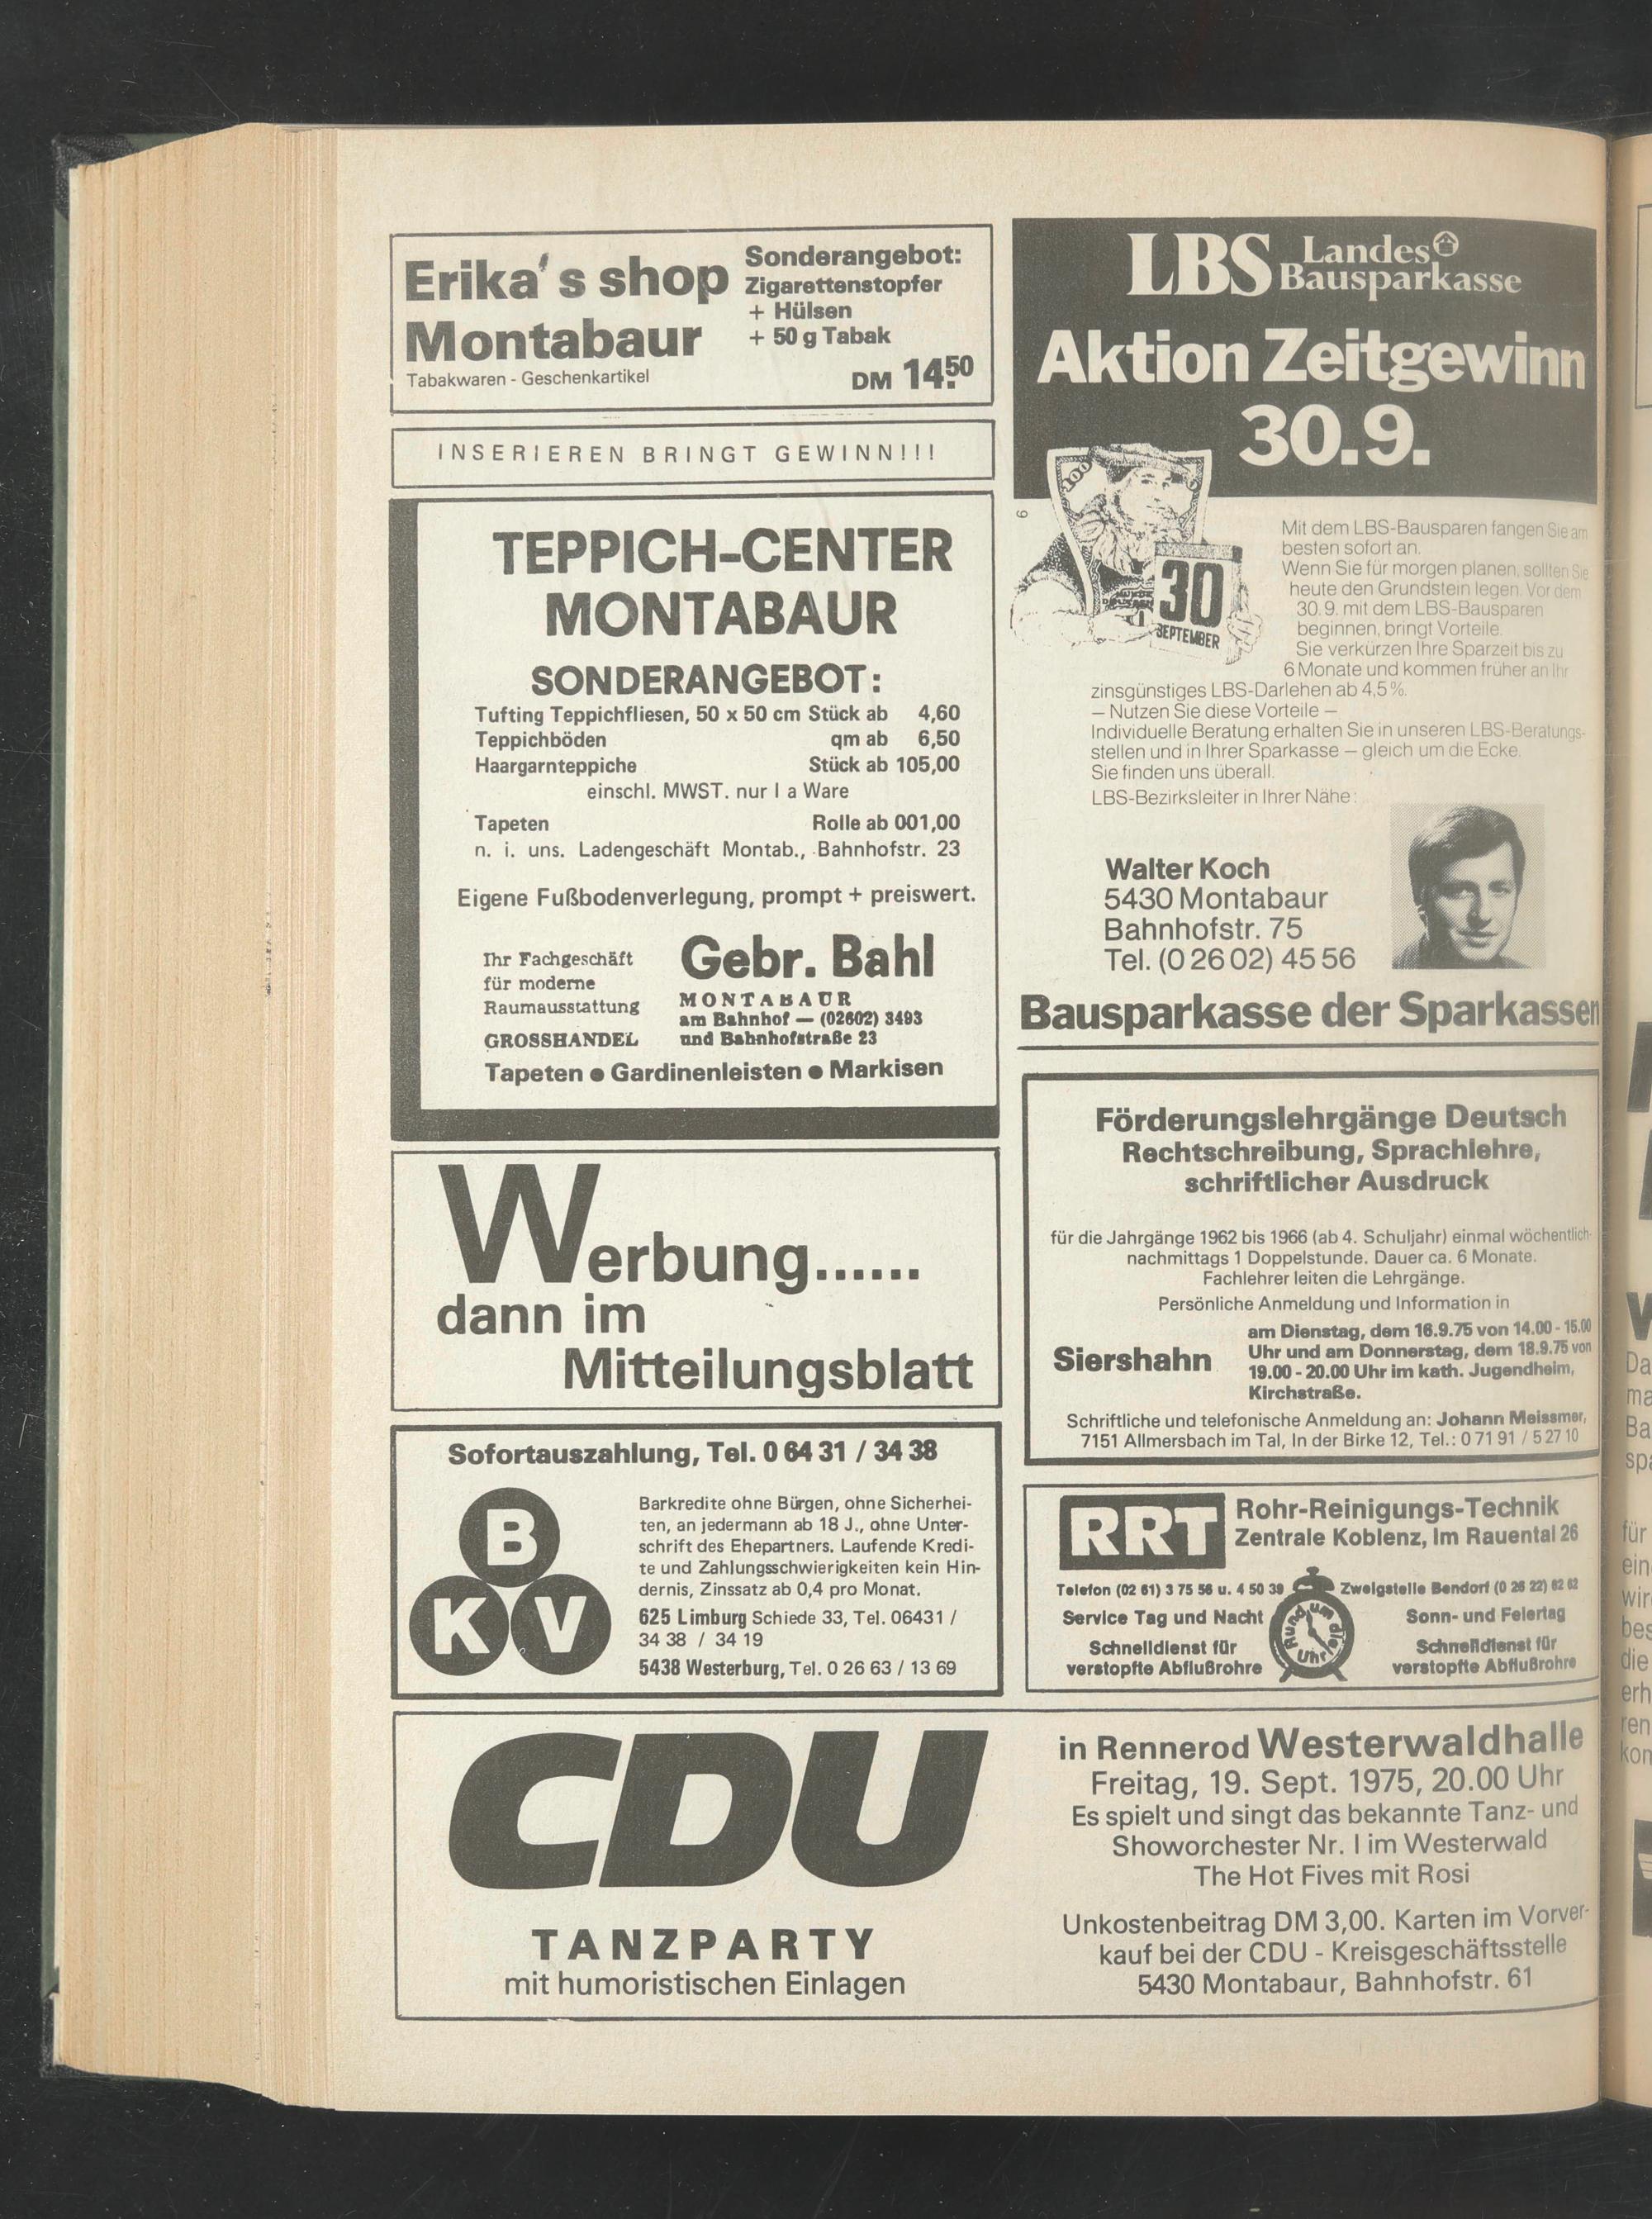 Erika's shop
Montabaur
Tabakwaren - Geschenkartikel
Sonderangebot:
Zigarettenstopfer
+ Hülsen
+ 50 g Tabak
DM 14.50
INSERIEREN BRINGT GEWINN!!!
TEPPICH-CENTER
MONTABAUR
SONDERANGEBOT:
Tufting Teppichfliesen, 50 x 50 cm Stück ab 4,60
Teppichböden qm ab 6,50
Haargarnteppiche Stück ab 105,00
einschl. MWST. nur I a Ware
Tapeten Rolle ab 001,00
n. i. uns. Ladengeschäft Montab., Bahnhofstr. 23
Eigene Fußbodenverlegung, prompt + preiswert.
Ihr Fachgeschäft
für moderne
Raumausstattung
GROSSHANDEL
Gebr. Bahl
MONTABAUR
am Bahnhof — (02602) 3493
und Bahnhofstraße 23
Tapeten ● Gardinenleisten ● Markisen
Werbung......
dann im
Mitteilungsblatt
Sofortauszahlung, Tel. 0 64 31 / 34 38
B
K V
Barkredite ohne Bürgen, ohne Sicherhei-
ten, an jedermann ab 18 J., ohne Unter-
schrift des Ehepartners. Laufende Kredi-
te und Zahlungsschwierigkeiten kein Hin-
dernis, Zinssatz ab 0,4 pro Monat.
625 Limburg Schiede 33, Tel. 06431 /
34 38 / 34 19
5438 Westerburg, Tel. 0 26 63 / 13 69
LBS Landes
Bausparkasse
Aktion Zeitgewinn
30.9.
100
30
SEPTEMBER
9
Mit dem LBS-Bausparen fangen Sie am
besten sofort an.
Wenn Sie für morgen planen, sollten Sie
heute den Grundstein legen. Vor dem
30.9. mit dem LBS-Bausparen
beginnen, bringt Vorteile.
Sie verkürzen Ihre Sparzeit bis zu
6 Monate und kommen früher an Ihr
zinsgünstiges LBS-Darlehen ab 4,5%.
— Nutzen Sie diese Vorteile —
Individuelle Beratung erhalten Sie in unseren LBS-Beratungs-
stellen und in Ihrer Sparkasse — gleich um die Ecke.
Sie finden uns überall.
LBS-Bezirksleiter in Ihrer Nähe:
Walter Koch
5430 Montabaur
Bahnhofstr. 75
Tel. (0 26 02) 45 56
Bausparkasse der Sparkassen
Förderungslehrgänge Deutsch
Rechtschreibung, Sprachlehre,
schriftlicher Ausdruck
für die Jahrgänge 1962 bis 1966 (ab 4. Schuljahr) einmal wöchentlich
nachmittags 1 Doppelstunde. Dauer ca. 6 Monate.
Fachlehrer leiten die Lehrgänge.
Persönliche Anmeldung und Information in
Siershahn
am Dienstag, dem 16.9.75 von 14.00 - 15.00
Uhr und am Donnerstag, dem 18.9.75 von
19.00 - 20.00 Uhr im kath. Jugendheim,
Kirchstraße.
Schriftliche und telefonische Anmeldung an: Johann Meissmer,
7151 Allmersbach im Tal, In der Birke 12, Tel.: 0 71 91 / 5 27 10
RRT Rohr-Reinigungs-Technik
Zentrale Koblenz, Im Rauental 26
Telefon (02 61) 3 75 56 u. 4 50 39
Service Tag und Nacht
Schnelldienst für
verstopfte Abflußrohre
Rund um die Uhr
Zweigstelle Bendorf (0 26 22) 62 62
Sonn- und Feiertag
Schnelldienst für
verstopfte Abflußrohre
CDU
TANZPARTY
mit humoristischen Einlagen
in Rennerod Westerwaldhalle
Freitag, 19. Sept. 1975, 20.00 Uhr
Es spielt und singt das bekannte Tanz- und
Showorchester Nr. I im Westerwald
The Hot Fives mit Rosi
Unkostenbeitrag DM 3,00. Karten im Vorver-
kauf bei der CDU - Kreisgeschäftsstelle
5430 Montabaur, Bahnhofstr. 61